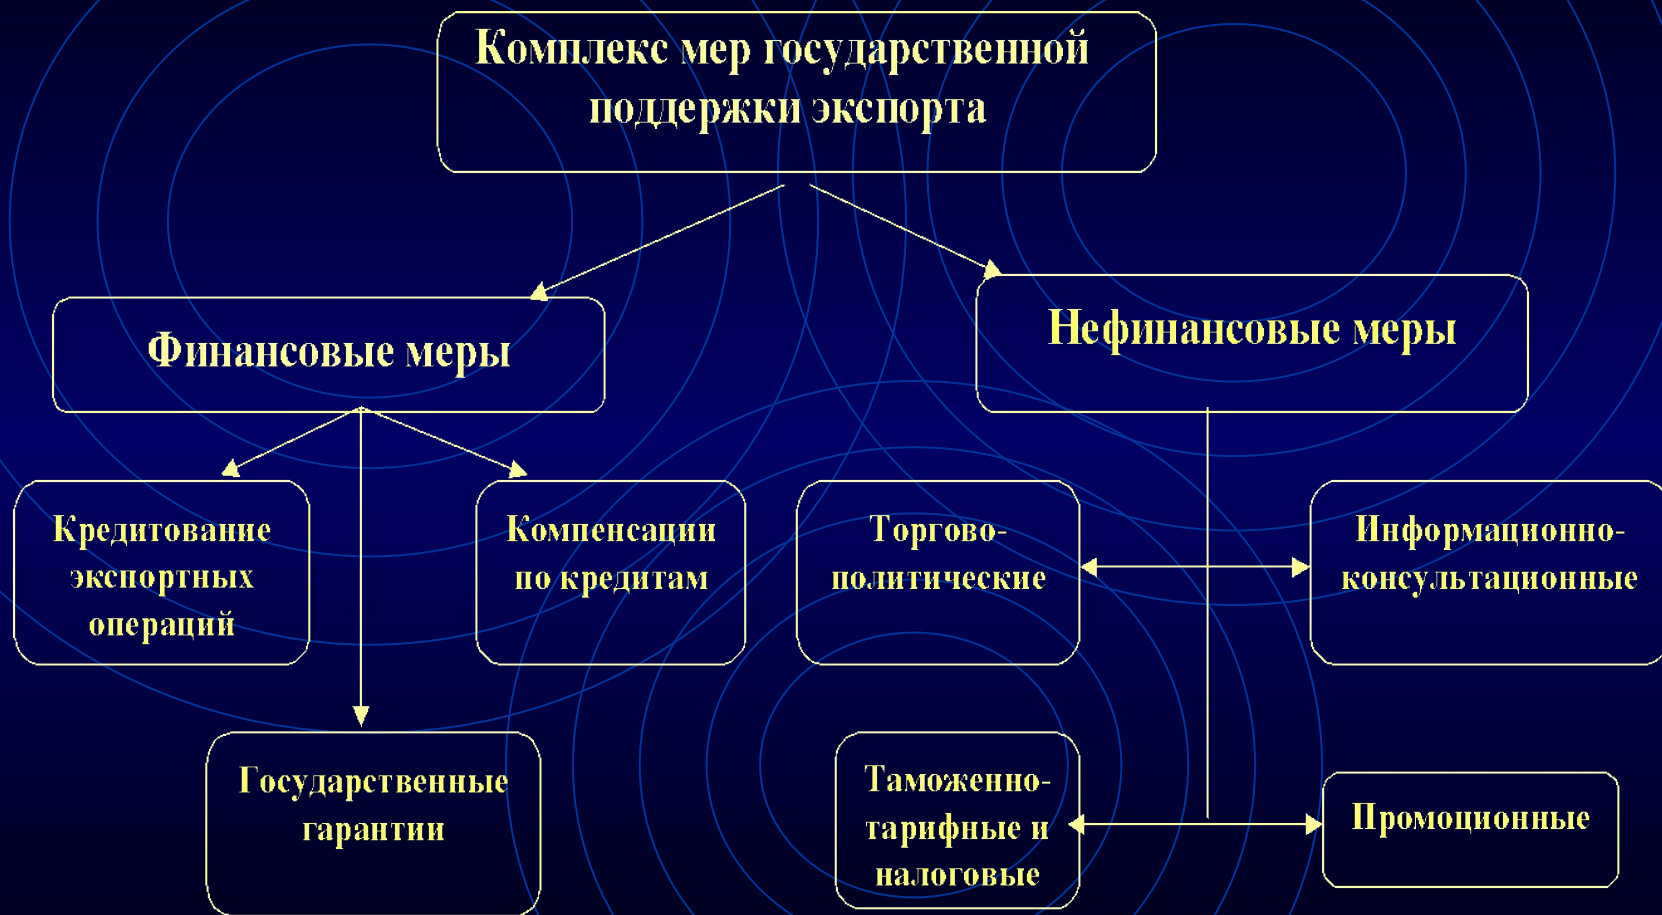 Комплекс мер государственной
поддержки экспорта
Финансовые меры
Нефинансовые меры
Кредитование
экспортных
операций
Компенсации
по кредитам
Торгово-
политические
Информационно-
консультационные
Государственные
гарантии
Таможенно-
тарифные и
налоговые
Промоционные